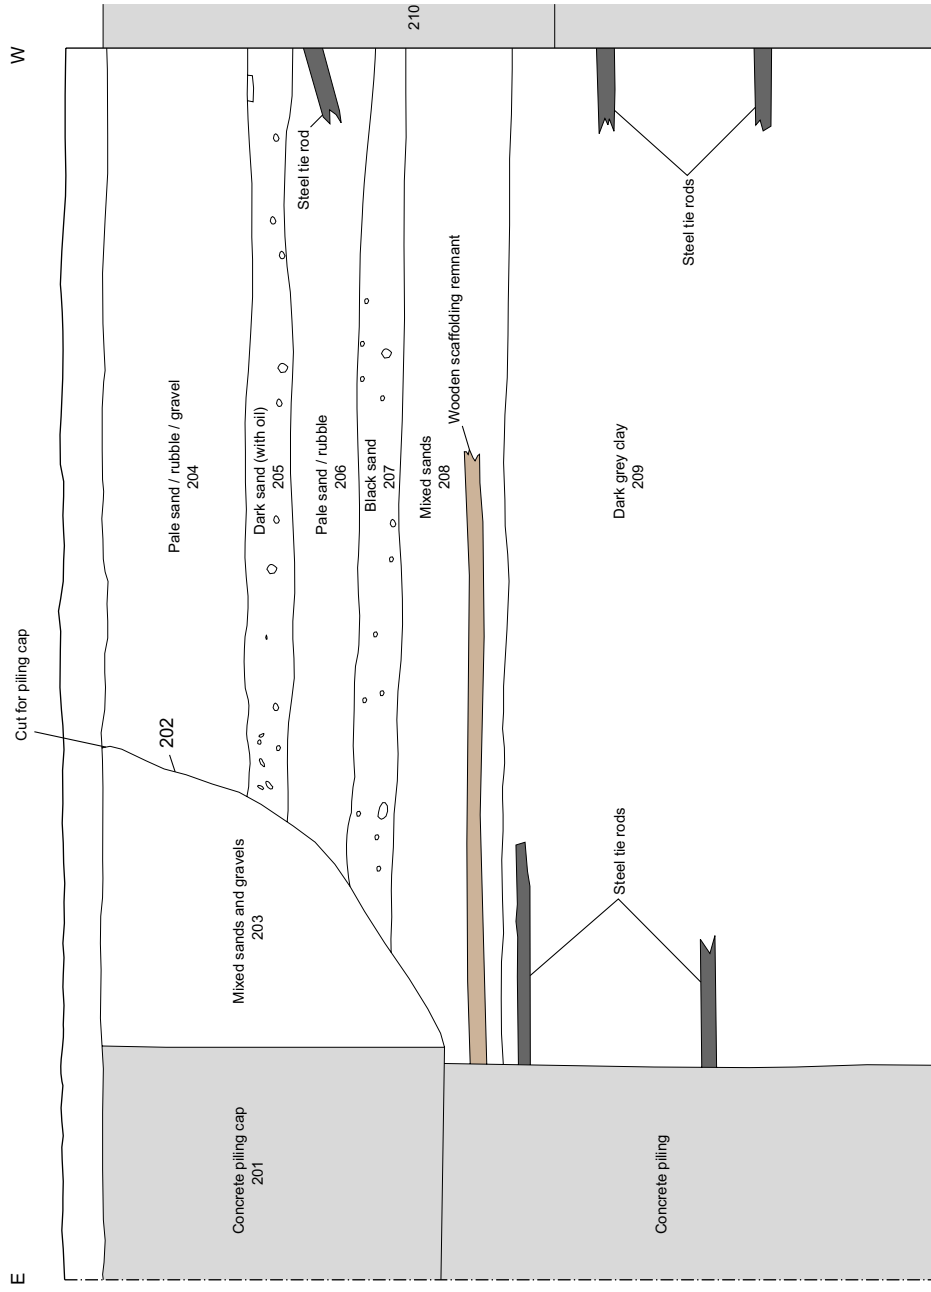 E
W
Cut for piling cap
202
210
Concrete piling cap
201
Mixed sands and gravels
203
Pale sand / rubble / gravel
204
Dark sand (with oil)
205
Steel tie rod
Pale sand / rubble
206
Black sand
207
Mixed sands
208
Wooden scaffolding remnant
Dark grey clay
209
Steel tie rods
Steel tie rods
Concrete piling